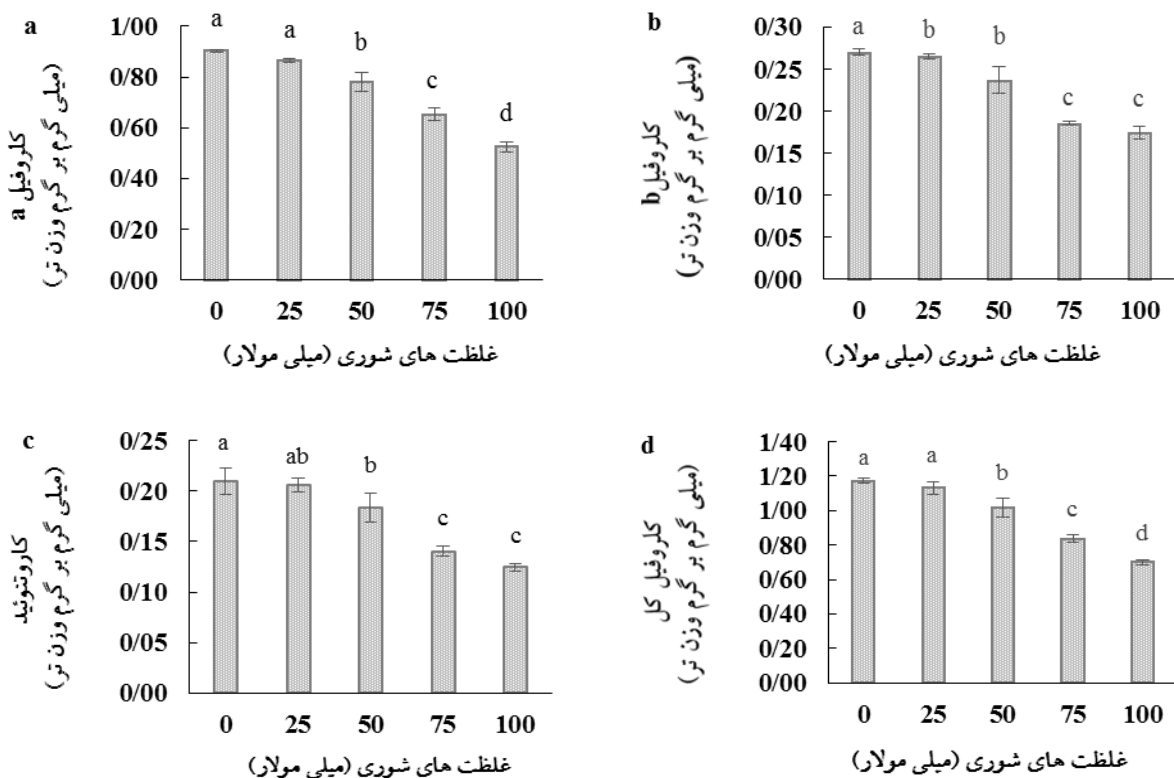 a
کلروفیل a
(میلی گرم بر گرم وزن تر)
1/00
0/80
0/60
0/40
0/20
0/00
a a b c d
0 25 50 75 100
غلظت های شوری (میلی مولار)
b
کلروفیل b
(میلی گرم بر گرم وزن تر)
0/30
0/25
0/20
0/15
0/10
0/05
0/00
a b b c c
0 25 50 75 100
غلظت های شوری (میلی مولار)
c
کاروتنوئید
(میلی گرم بر گرم وزن تر)
0/25
0/20
0/15
0/10
0/05
0/00
a ab b c c
0 25 50 75 100
غلظت های شوری (میلی مولار)
d
کلروفیل کل
(میلی گرم بر گرم وزن تر)
1/40
1/20
1/00
0/80
0/60
0/40
0/20
0/00
a a b c d
0 25 50 75 100
غلظت های شوری (میلی مولار)